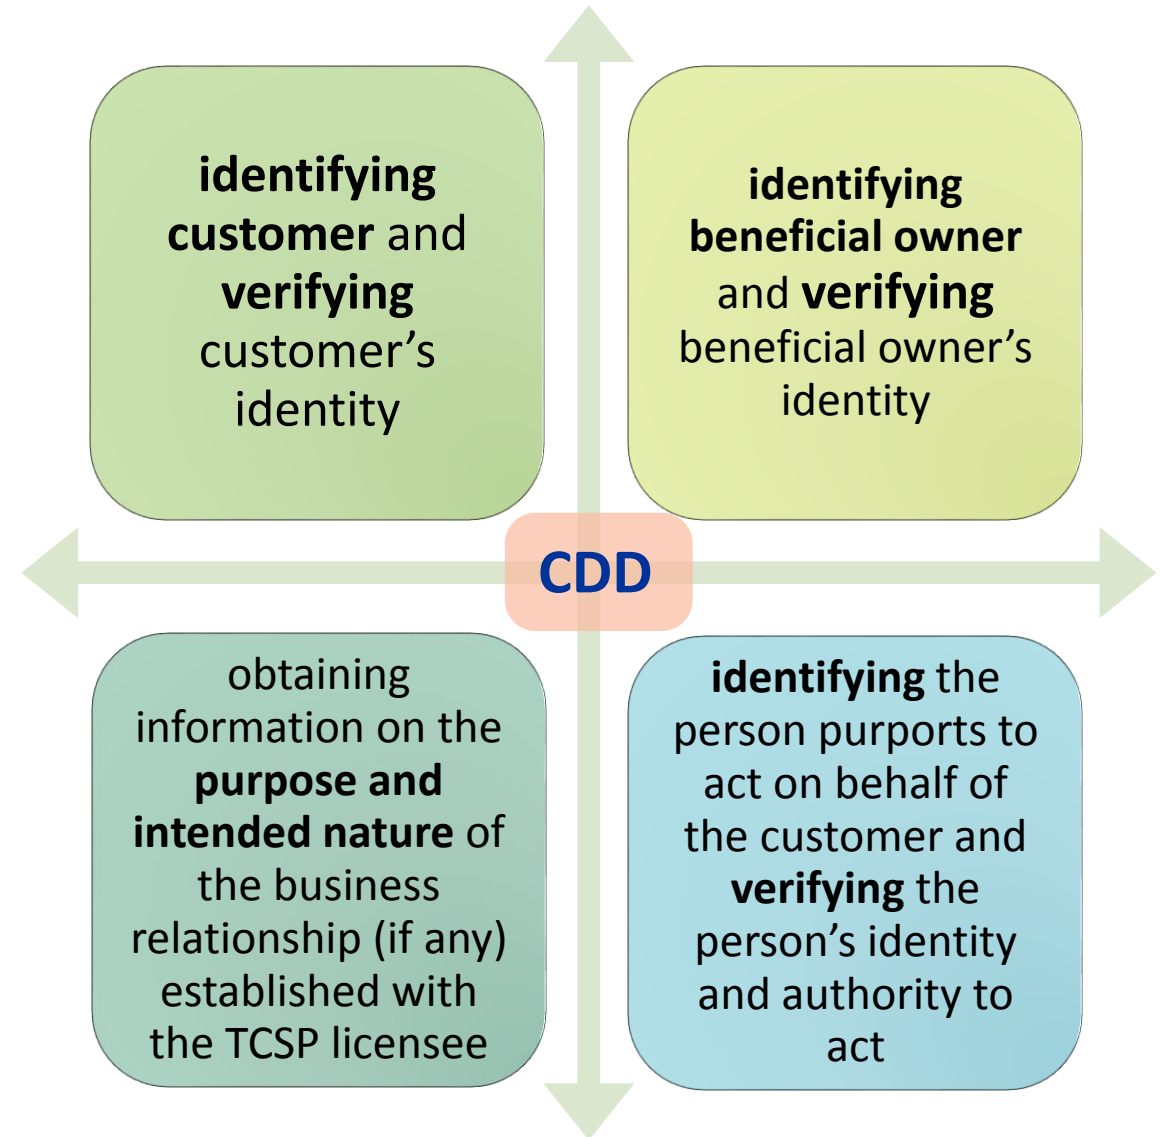 identifying
customer and
verifying
customer’s
identity
identifying
beneficial owner
and verifying
beneficial owner’s
identity
CDD
obtaining
information on the
purpose and
intended nature of
the business
relationship (if any)
established with
the TCSP licensee
identifying the
person purports to
act on behalf of
the customer and
verifying the
person’s identity
and authority to
act